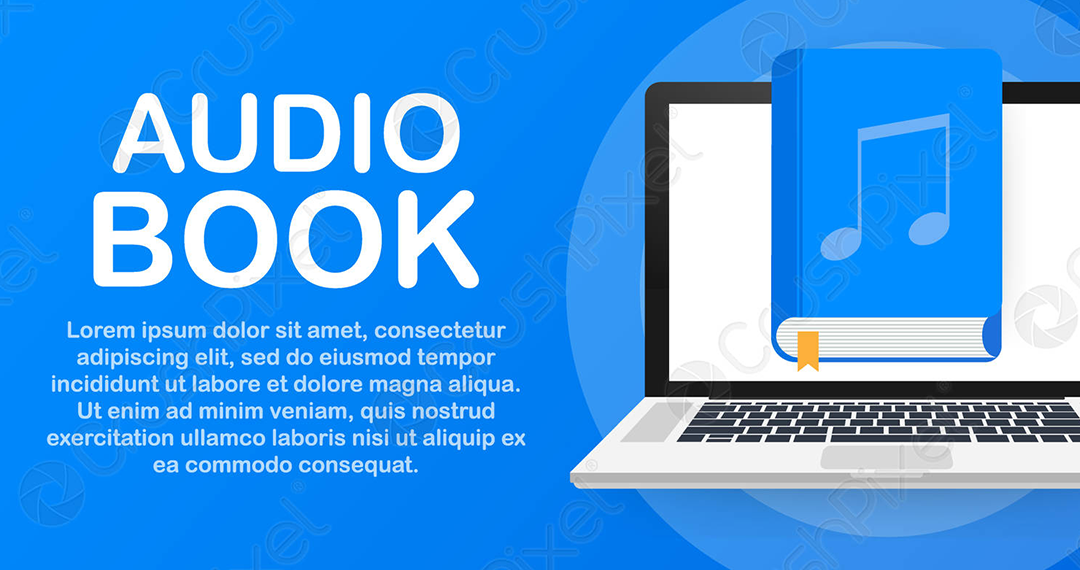 AUDIO
BOOK
Lorem ipsum dolor sit amet, consectetur
adipiscing elit, sed do eiusmod tempor
incididunt ut labore et dolore magna aliqua.
Ut enim ad minim veniam, quis nostrud
exercitation ullamco laboris nisi ut aliquip ex
ea commodo consequat.
crushpixel